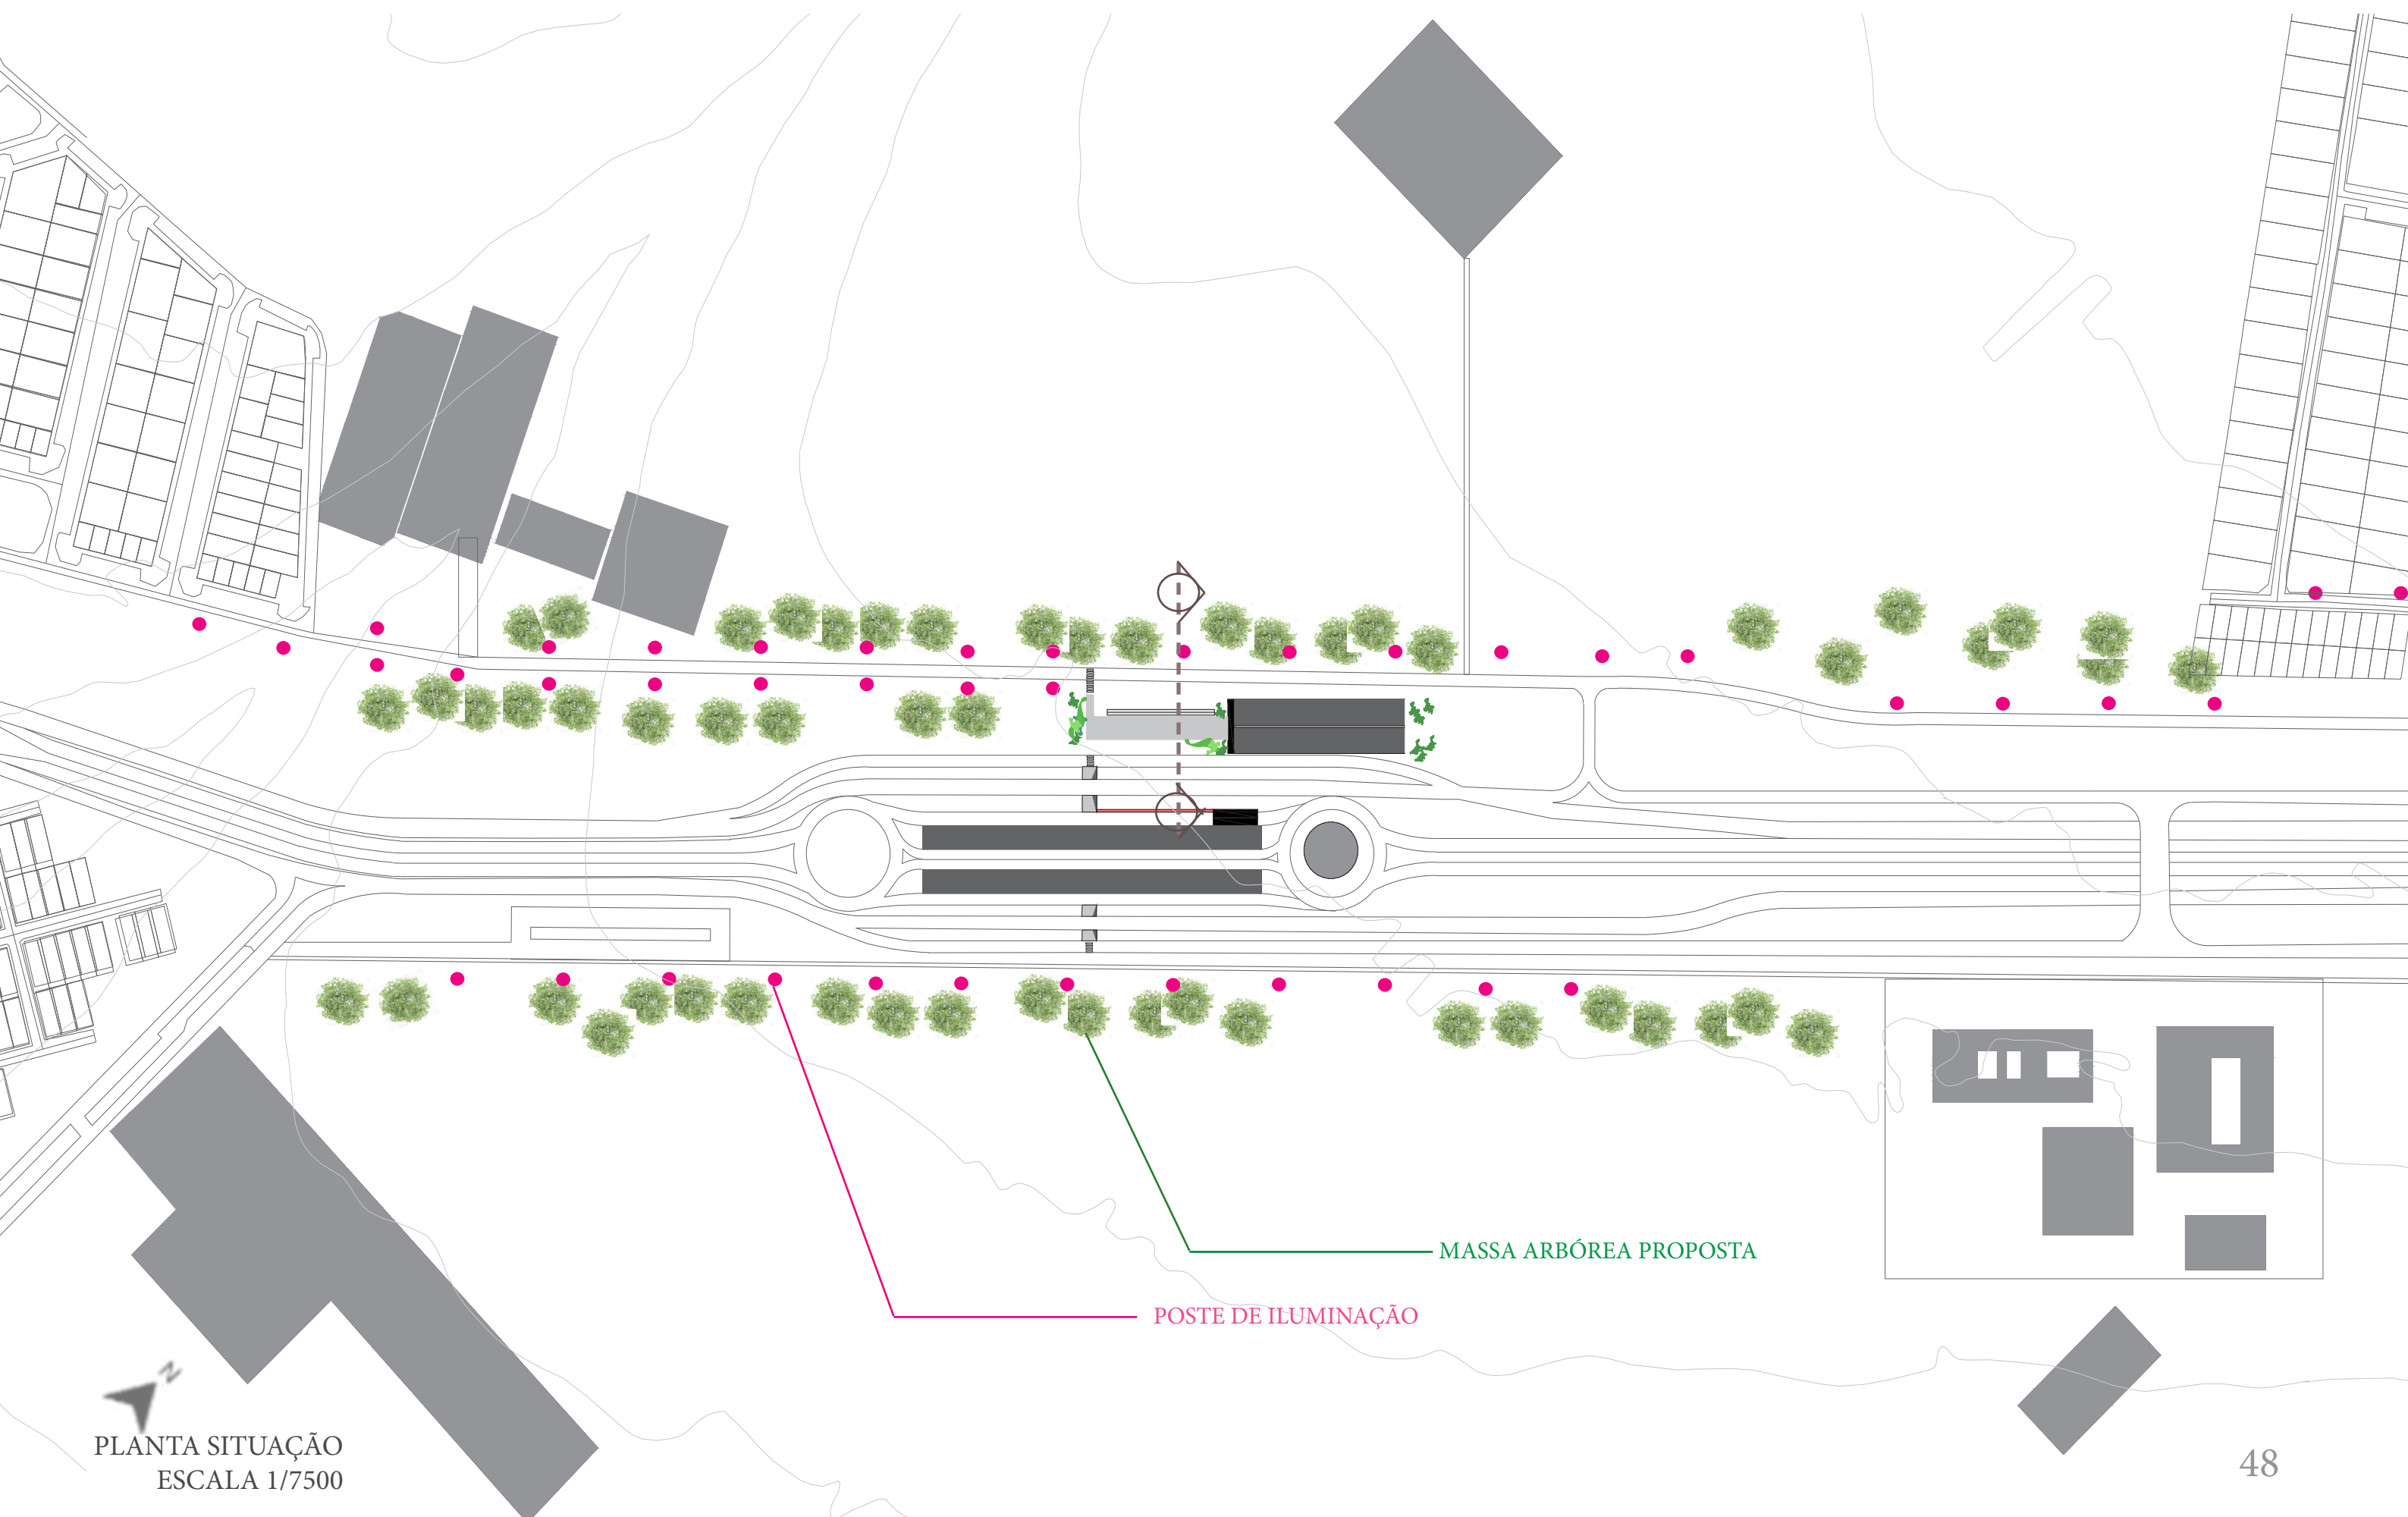 MASSA ARBÓREA PROPOSTA
POSTE DE ILUMINAÇÃO
N
PLANTA SITUAÇÃO
ESCALA 1/7500
48